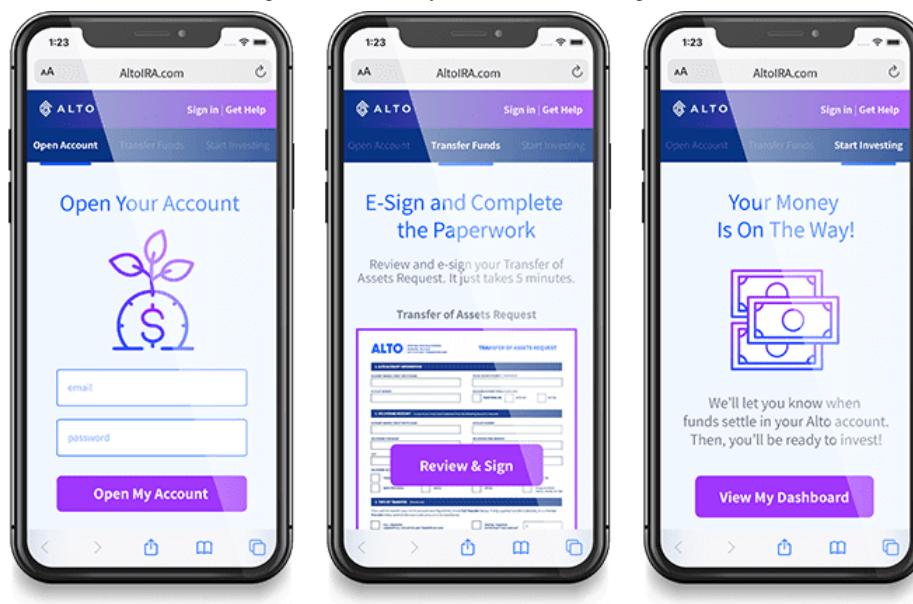 1:23
AA
AltoIRA.com
ALTO
Sign in | Get Help
Open Account
Transfer Funds
Start Investing
Open Your Account
$
email
password
Open My Account
1:23
AA
AltoIRA.com
ALTO
Sign in | Get Help
Open Account
Transfer Funds
Start Investing
E-Sign and Complete
the Paperwork
Review and e-sign your Transfer of
Assets Request. It just takes 5 minutes.
Transfer of Assets Request
ALTO
TRANSFER OF ASSETS REQUEST
Review & Sign
1:23
AA
AltoIRA.com
ALTO
Sign in | Get Help
Open Account
Transfer Funds
Start Investing
Your Money
Is On The Way!
We'll let you know when
funds settle in your Alto account.
Then, you'll be ready to invest!
View My Dashboard